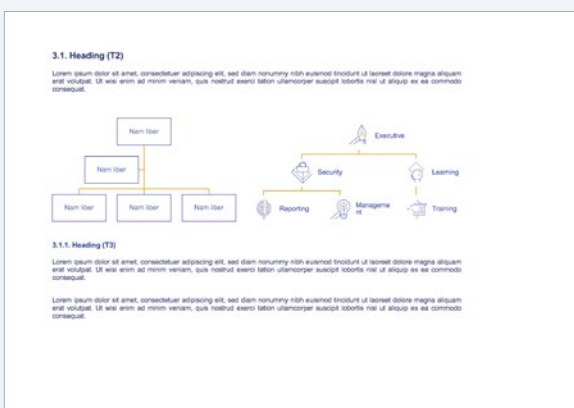 3.1. Heading (T2)
Lorem ipsum dolor sit amet, consectetuer adipiscing elit, sed diam nonummy nibh euismod tincidunt ut laoreet dolore magna aliquam
erat volutpat. Ut wisi enim ad minim veniam, quis nostrud exerci tation ullamcorper suscipit lobortis nisl ut aliquip ex ea commodo
consequat.
Nam liber
Nam liber
Nam liber
Nam liber
Nam liber
Executive
Security
Learning
Reporting
Manageme
nt
Training
3.1.1. Heading (T3)
Lorem ipsum dolor sit amet, consectetuer adipiscing elit, sed diam nonummy nibh euismod tincidunt ut laoreet dolore magna aliquam
erat volutpat. Ut wisi enim ad minim veniam, quis nostrud exerci tation ullamcorper suscipit lobortis nisl ut aliquip ex ea commodo
consequat.
Lorem ipsum dolor sit amet, consectetuer adipiscing elit, sed diam nonummy nibh euismod tincidunt ut laoreet dolore magna aliquam
erat volutpat. Ut wisi enim ad minim veniam, quis nostrud exerci tation ullamcorper suscipit lobortis nisl ut aliquip ex ea commodo
consequat.